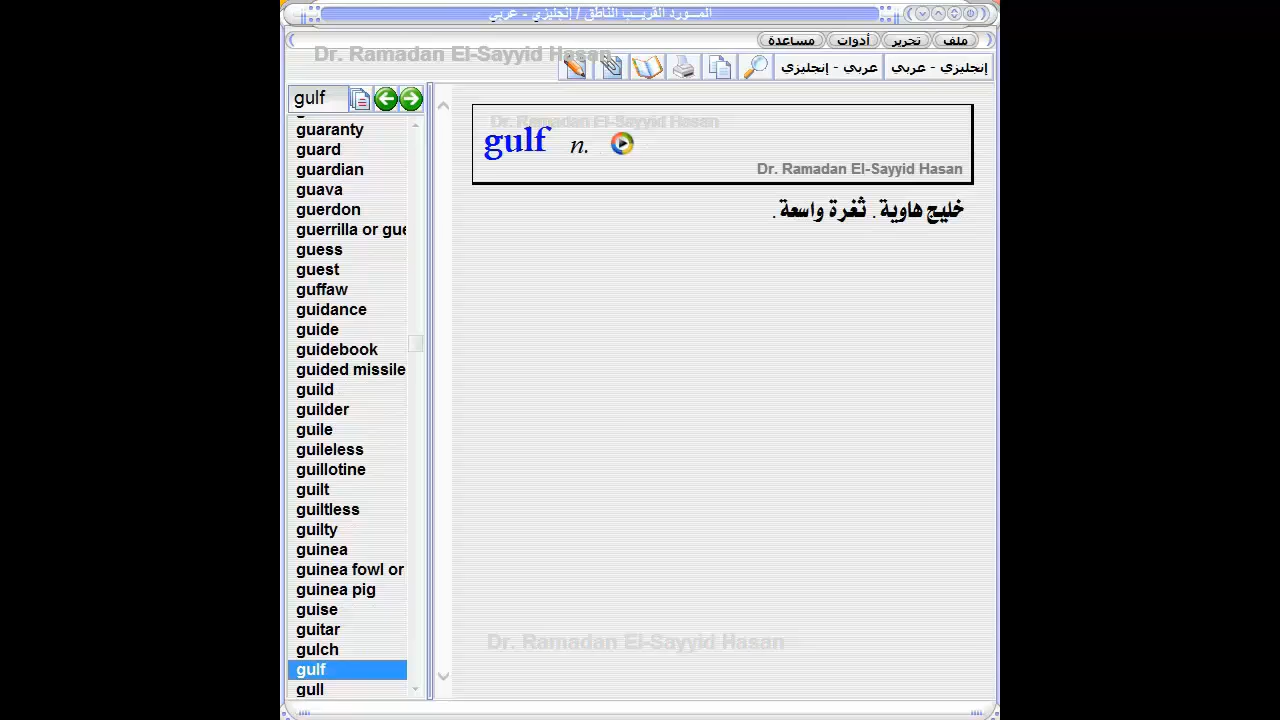 المـــورد القريـــب الناطق / إنجليزي - عربي
ملف تحرير أدوات مساعدة
Dr. Ramadan El-Sayyid Hasan
إنجليزي - عربي عربي - إنجليزي
gulf
guaranty
guard
guardian
guava
guerdon
guerrilla or gue
guess
guest
guffaw
guidance
guide
guidebook
guided missile
guild
guilder
guile
guileless
guillotine
guilt
guiltless
guilty
guinea
guinea fowl or
guinea pig
guise
guitar
gulch
gulf
gull
Dr. Ramadan El-Sayyid Hasan
gulf n.
Dr. Ramadan El-Sayyid Hasan
خليج هاوية. ثغرة واسعة.
Dr. Ramadan El-Sayyid Hasan